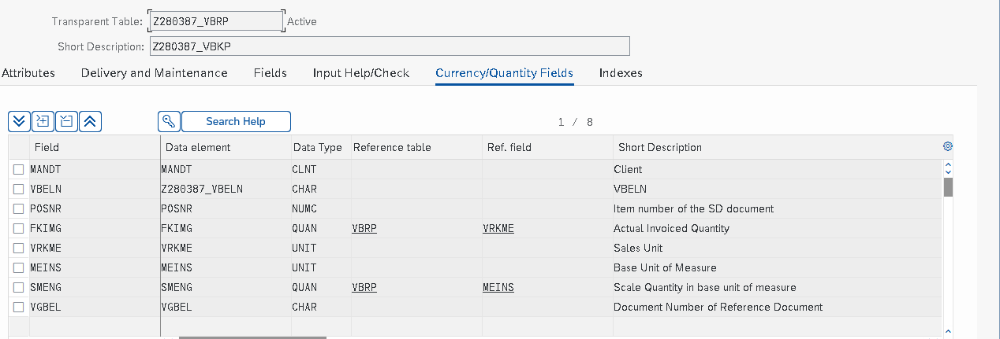 Transparent Table: Z280387_VBRP Active
Short Description: Z280387_VBKP
Attributes Delivery and Maintenance Fields Input Help/Check Currency/Quantity Fields Indexes
Search Help 1 / 8
Field Data element Data Type Reference table Ref. field Short Description
MANDT MANDT CLNT Client
VBELN Z280387_VBELN CHAR VBELN
POSNR POSNR NUMC Item number of the SD document
FKIMG FKIMG QUAN VBRP VRKME Actual Invoiced Quantity
VRKME VRKME UNIT Sales Unit
MEINS MEINS UNIT Base Unit of Measure
SMENG SMENG QUAN VBRP MEINS Scale Quantity in base unit of measure
VGBEL VGBEL CHAR Document Number of Reference Document